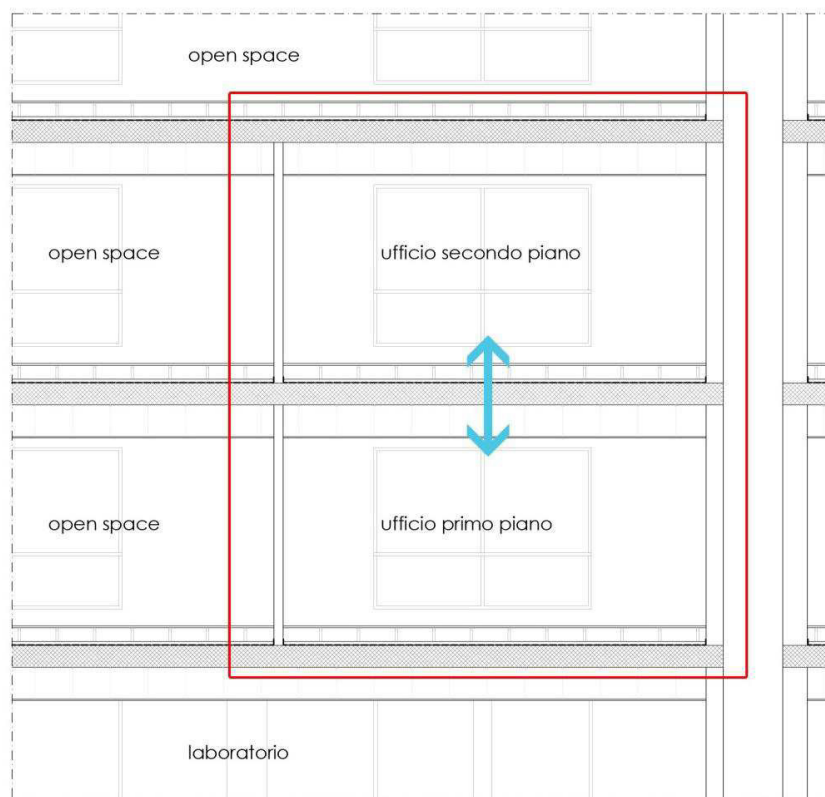 open space
open space
ufficio secondo piano
open space
ufficio primo piano
laboratorio